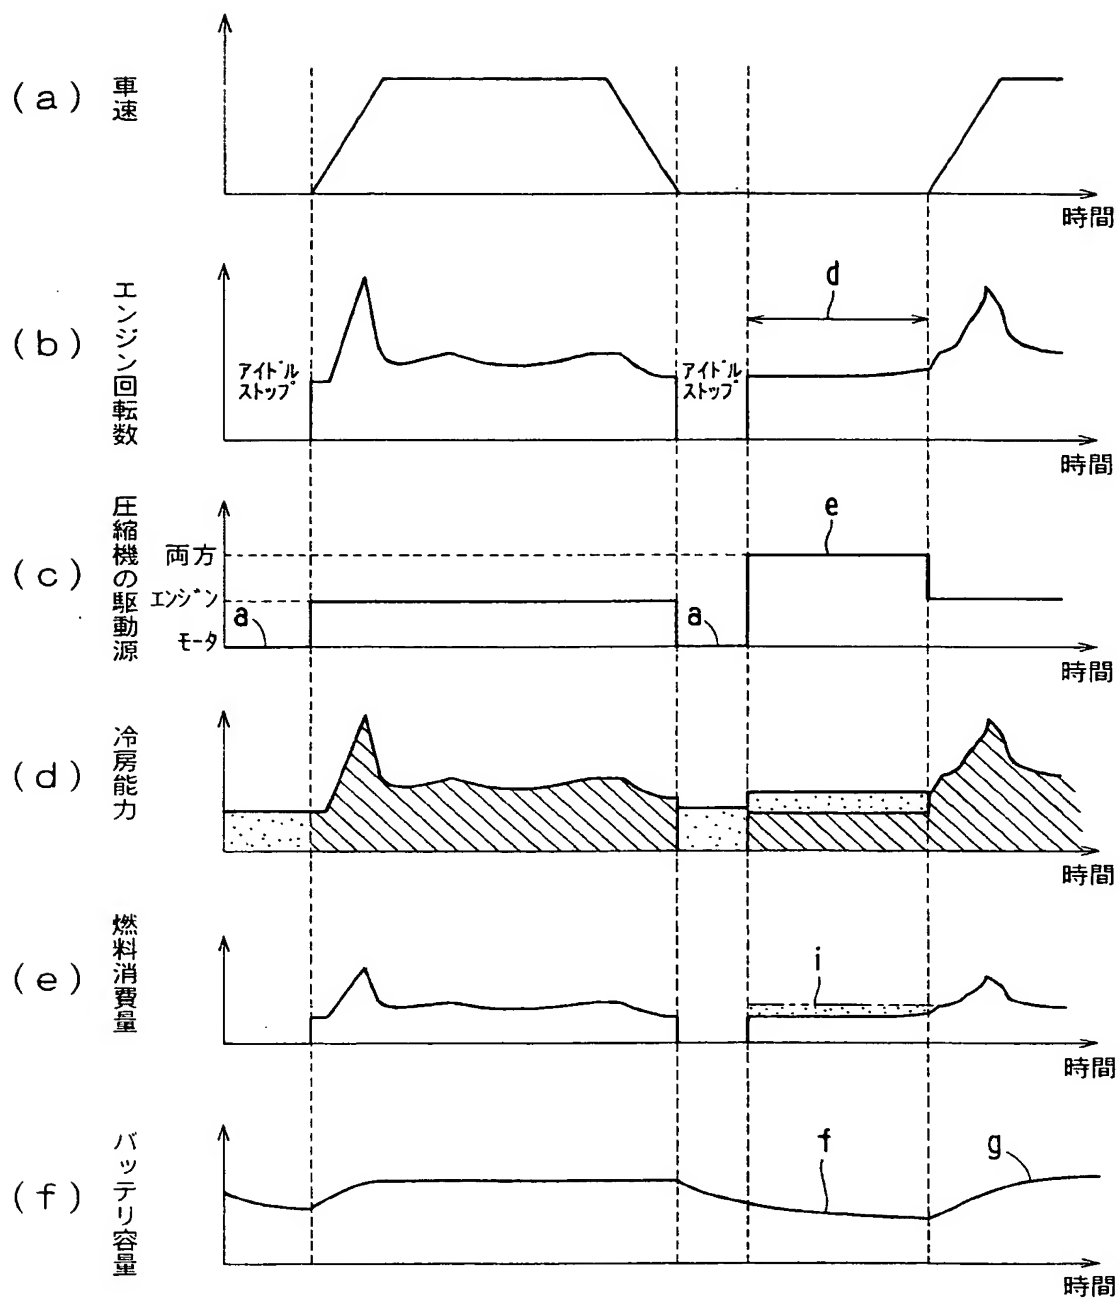 (a)
車速
時間
(b)
エンジン回転数
アイドル
ストップ
アイドル
ストップ
d
時間
(c)
圧縮機の駆動源
両方
エンジン
モータ
a
a
e
時間
(d)
冷房能力
時間
(e)
燃料消費量
i
時間
(f)
バッテリ容量
f
g
時間